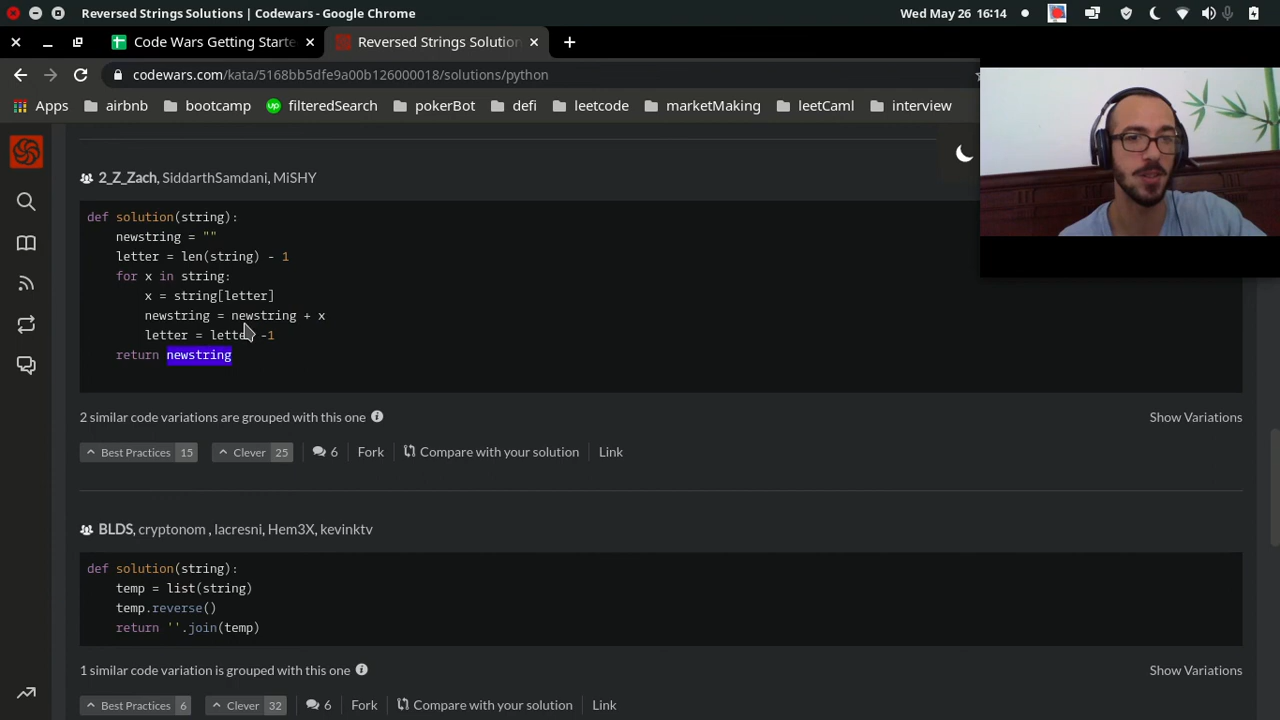 Reversed Strings Solutions | Codewars - Google Chrome
Wed May 26 16:14
Code Wars Getting Starte
Reversed Strings Solution
codewars.com/kata/5168bb5dfe9a00b126000018/solutions/python
Apps airbnb bootcamp filteredSearch pokerBot defi leetcode marketMaking leetCaml interview
2_Z_Zach, SiddarthSamdani, MiSHY
def solution(string):
newstring = ""
letter = len(string) - 1
for x in string:
x = string[letter]
newstring = newstring + x
letter = letter -1
return newstring
2 similar code variations are grouped with this one
Show Variations
Best Practices 15 Clever 25 6 Fork Compare with your solution Link
BLDS, cryptonom , lacresni, Hem3X, kevinktv
def solution(string):
temp = list(string)
temp.reverse()
return ''.join(temp)
1 similar code variation is grouped with this one
Show Variations
Best Practices 6 Clever 32 6 Fork Compare with your solution Link